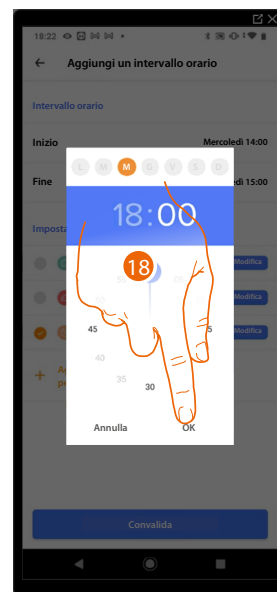 18:22
Aggiungi un intervallo orario
Intervallo orario
Inizio
Mercoledì 14:00
Fine
edì 15:00
L M M G V S D
18:00
Imposta
18
Modifica
Modifica
45
40
35
30
5
Modifica
Annulla
OK
Convalida